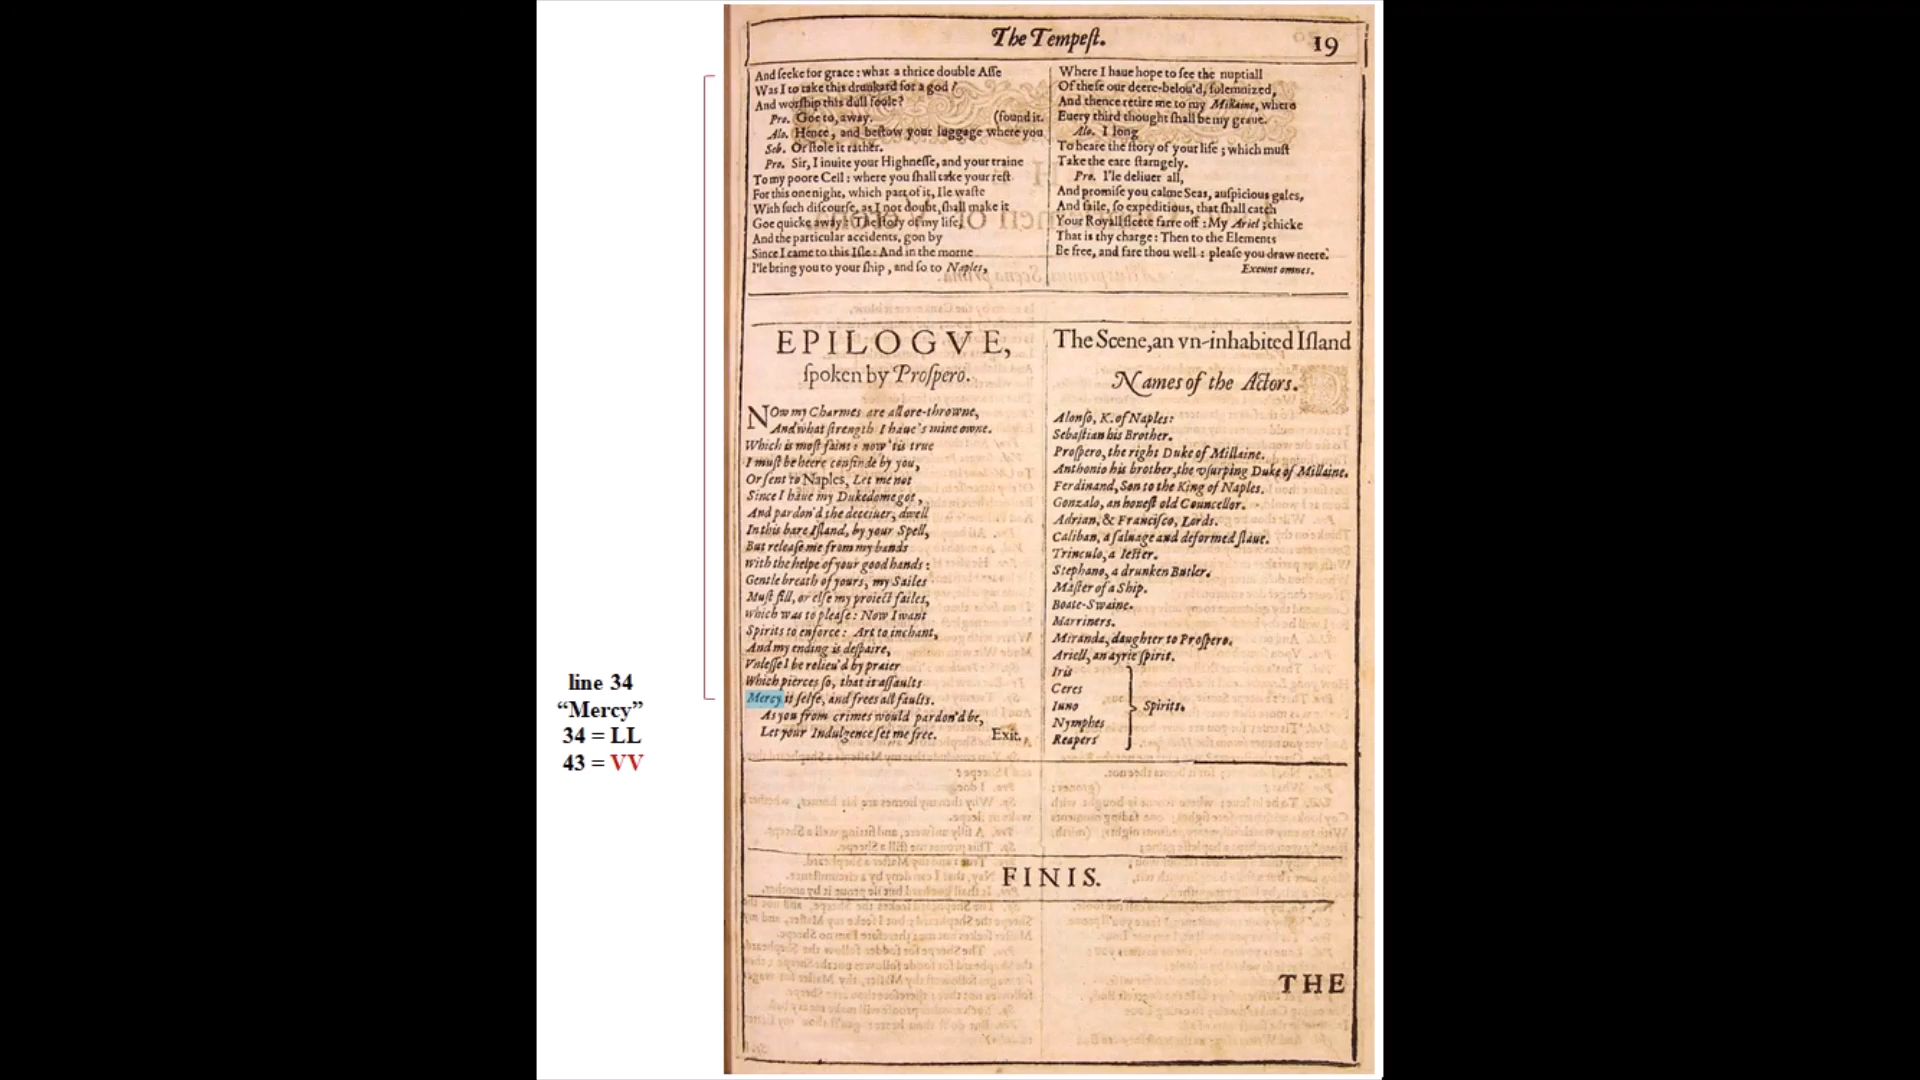 The Tempeſt.
19
And ſeeke for grace: what a thrice double Aſſe
Was I to take this drunkard for a god?
And worſhip this dull foole?
Pro. Goe to, away. (found it.
Alo. Hence, and beſtow your luggage where you
Seb. Or ſtole it rather.
Pro. Sir, I inuite your Highneſſe, and your traine
To my poore Cell: where you ſhall take your reſt
For this one night, which part of it, Ile waſte
With ſuch diſcourſe, as I not doubt, ſhall make it
Goe quicke away: The ſtory of my life,
And the particular accidents, gon by
Since I came to this Iſle: And in the morne
I'le bring you to your ſhip, and ſo to Naples,
Where I haue hope to ſee the nuptiall
Of theſe our deere-belou'd, ſolemnized,
And thence retire me to my Millaine, where
Euery third thought ſhall be my graue.
Alo. I long
To heare the ſtory of your life; which muſt
Take the eare ſtarngely.
Pro. I'le deliuer all,
And promiſe you calme Seas, auſpicious gales,
And ſaile, ſo expeditious, that ſhall catch
Your Royall fleete farre off: My Ariel; chicke
That is thy charge: Then to the Elements
Be free, and fare thou well: pleaſe you draw neere.
Exeunt omnes.
EPILOGVE,
ſpoken by Proſpero.
NOw my Charmes are all ore-throwne,
And what ſtrength I haue's mine owne.
Which is moſt faint: now 'tis true
I muſt be heere confinde by you,
Or ſent to Naples, Let me not
Since I haue my Dukedome got,
And pardon'd the deceiuer, dwell
In this bare Iſland, by your Spell,
But releaſe me from my bands
With the helpe of your good hands:
Gentle breath of yours, my Sailes
Muſt fill, or elſe my proiect failes,
Which was to pleaſe: Now I want
Spirits to enforce: Art to inchant,
And my ending is deſpaire,
Vnleſſe I be relieu'd by praier
Which pierces ſo, that it aſſaults
Mercy it ſelfe, and frees all faults.
As you from crimes would pardon'd be,
Let your Indulgence ſet me free. Exit.
The Scene, an vn-inhabited Iſland
Names of the Actors.
Alonſo, K. of Naples:
Sebaſtian his Brother.
Proſpero, the right Duke of Millaine.
Anthonio his brother, the vſurping Duke of Millaine.
Ferdinand, Son to the King of Naples.
Gonzalo, an honeſt old Councellor.
Adrian, & Franciſco, Lords.
Caliban, a ſaluage and deformed ſlaue.
Trinculo, a Ieſter.
Stephano, a drunken Butler.
Maſter of a Ship.
Boate-Swaine.
Marriners.
Miranda, daughter to Proſpero.
Ariell, an ayrie ſpirit.
Iris
Ceres
Iuno
Nymphes
Reapers
Spirits.
FINIS.
THE
line 34
“Mercy”
34 = LL
43 = VV